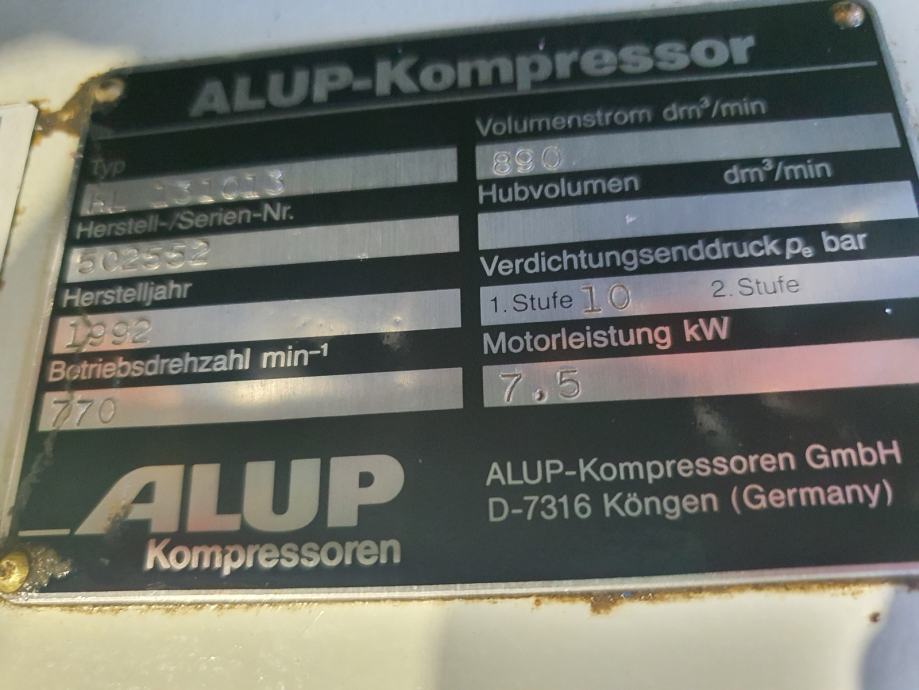 ALUP-Kompressor
Typ
HL 131013
Herstell-/Serien-Nr.
502552
Herstelljahr
1992
Betriebsdrehzahl min⁻¹
770
Volumenstrom dm³/min
890
Hubvolumen dm³/min
Verdichtungsenddruck pₑ bar
1. Stufe 10 2. Stufe
Motorleistung kW
7,5
ALUP
Kompressoren
ALUP-Kompressoren GmbH
D-7316 Köngen (Germany)